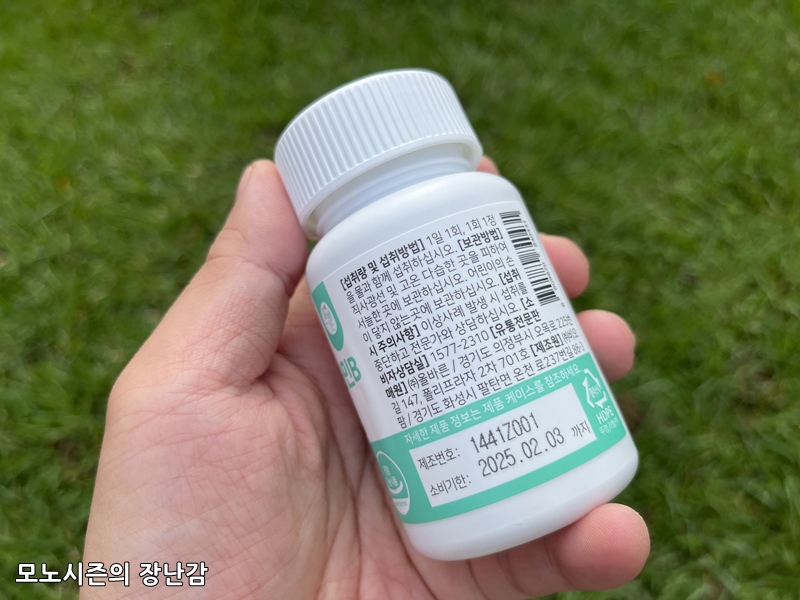 [섭취량 및 섭취방법] 1일 1회, 1회 1정
을 물과 함께 섭취하십시오. [보관방법]
직사광선 및 고온 다습한 곳을 피하여
서늘한 곳에 보관하십시오. 어린이의 손
이 닿지 않는곳에 보관하십시오. [섭취
시 주의사항] 이상사례 발생 시 섭취를
중단하고 전문가와 상담하십시오. [소
비자상담실] 1577-2310 [유통전문판
매원] ㈜올바른 / 경기도 의정부시 오목로 225번
길 147, 폴리프라자 2차 701호 [제조원]
팜 / 경기도 화성시 팔탄면 온천로 237번길
자세한 제품 정보는 제품 케이스를 참조하세요
린B
제조번호: 1441Z001
소비기한: 2025.02.03 까지
HDPE
모노시즌의 장난감